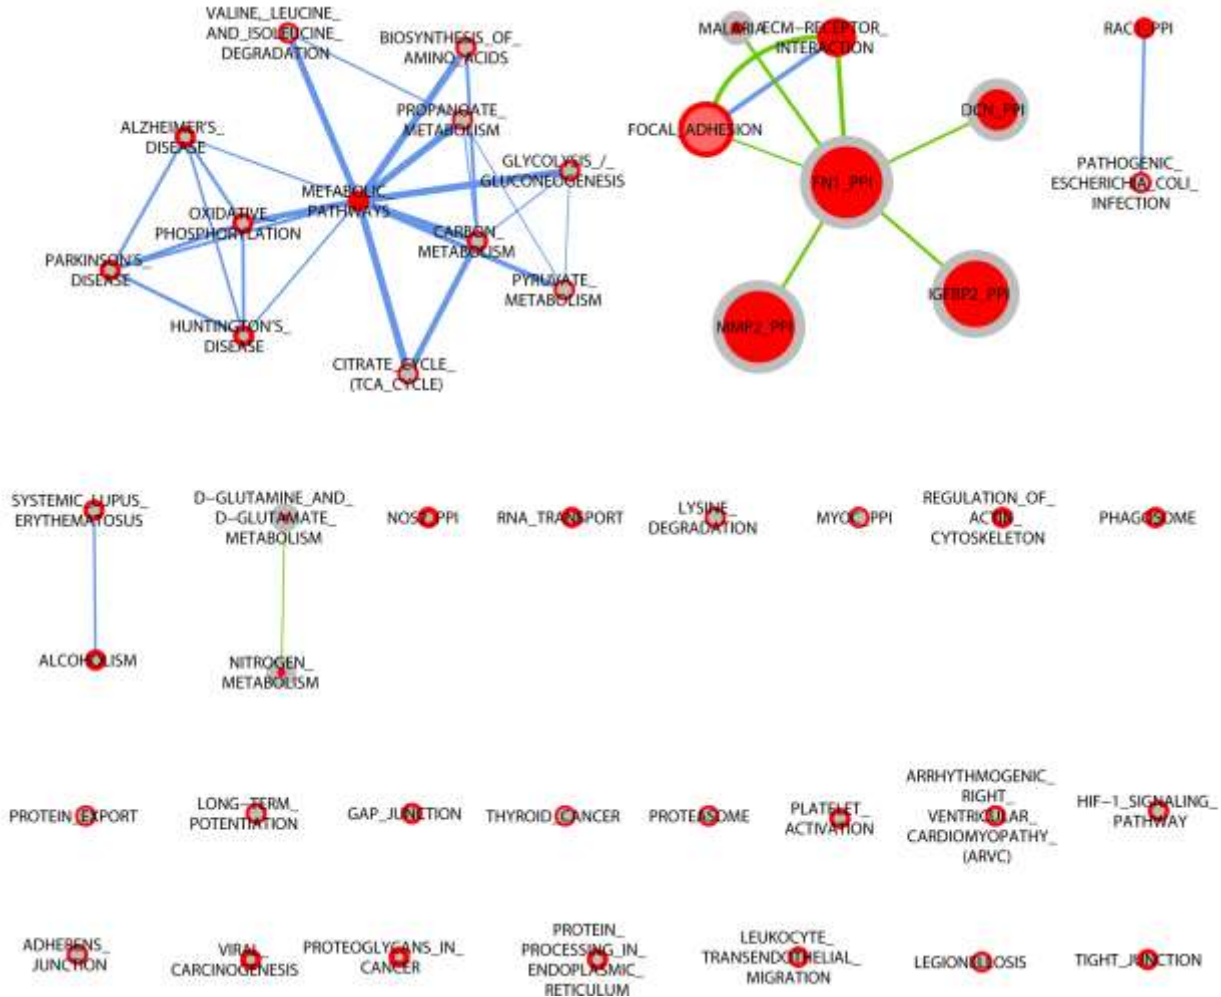 VALINE,_LEUCINE_
AND_ISOLEUCINE_
DEGRADATION
BIOSYNTHESIS_OF_
AMINO_ACIDS
PROPANOATE_
METABOLISM
ALZHEIMER'S_
DISEASE
GLYCOLYSIS_/_
GLUCONEOGENESIS
METABOLIC_
PATHWAYS
OXIDATIVE_
PHOSPHORYLATION
CARBON_
METABOLISM
PARKINSON'S_
DISEASE
PYRUVATE_
METABOLISM
HUNTINGTON'S_
DISEASE
CITRATE_CYCLE_
(TCA_CYCLE)
MALARIA
ECM-RECEPTOR_
INTERACTION
FOCAL_ADHESION
DCN_PPI
FN1_PPI
IGFBP2_PPI
MMP2_PPI
RAC1_PPI
PATHOGENIC_
ESCHERICHIA_COLI_
INFECTION
SYSTEMIC_LUPUS_
ERYTHEMATOSUS
ALCOHOLISM
D-GLUTAMINE_AND_
D-GLUTAMATE_
METABOLISM
NITROGEN_
METABOLISM
RNA_TRANSPORT
LYSINE_
DEGRADATION
MYOC_PPI
REGULATION_OF_
ACTIN_
CYTOSKELETON
PHAGOSOME
PROTEIN_EXPORT
LONG-TERM_
POTENTIATION
GAP_JUNCTION
THYROID_CANCER
PROTEASOME
PLATELET_
ACTIVATION
ARRHYTHMOGENIC_
RIGHT_
VENTRICULAR_
CARDIOMYOPATHY_
(ARVC)
HIF-1_SIGNALING_
PATHWAY
ADHERENS_
JUNCTION
VIRAL_
CARCINOGENESIS
PROTEOGLYCANS_IN_
CANCER
PROTEIN_
PROCESSING_IN_
ENDOPLASMIC_
RETICULUM
LEUKOCYTE_
TRANSENDOTHELIAL_
MIGRATION
LEGIONELLOSIS
TIGHT_JUNCTION